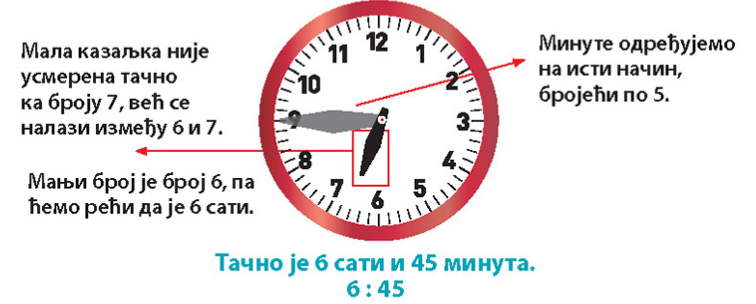 Мала казаљка није
усмерена тачно
ка броју 7, већ се
налази између 6 и 7.
Мањи број је број 6, па
ћемо рећи да је 6 сати.
12
1
2
3
4
5
6
7
8
9
10
11
Минуте одређујемо
на исти начин,
бројећи по 5.
Тачно је 6 сати и 45 минута.
6 : 45